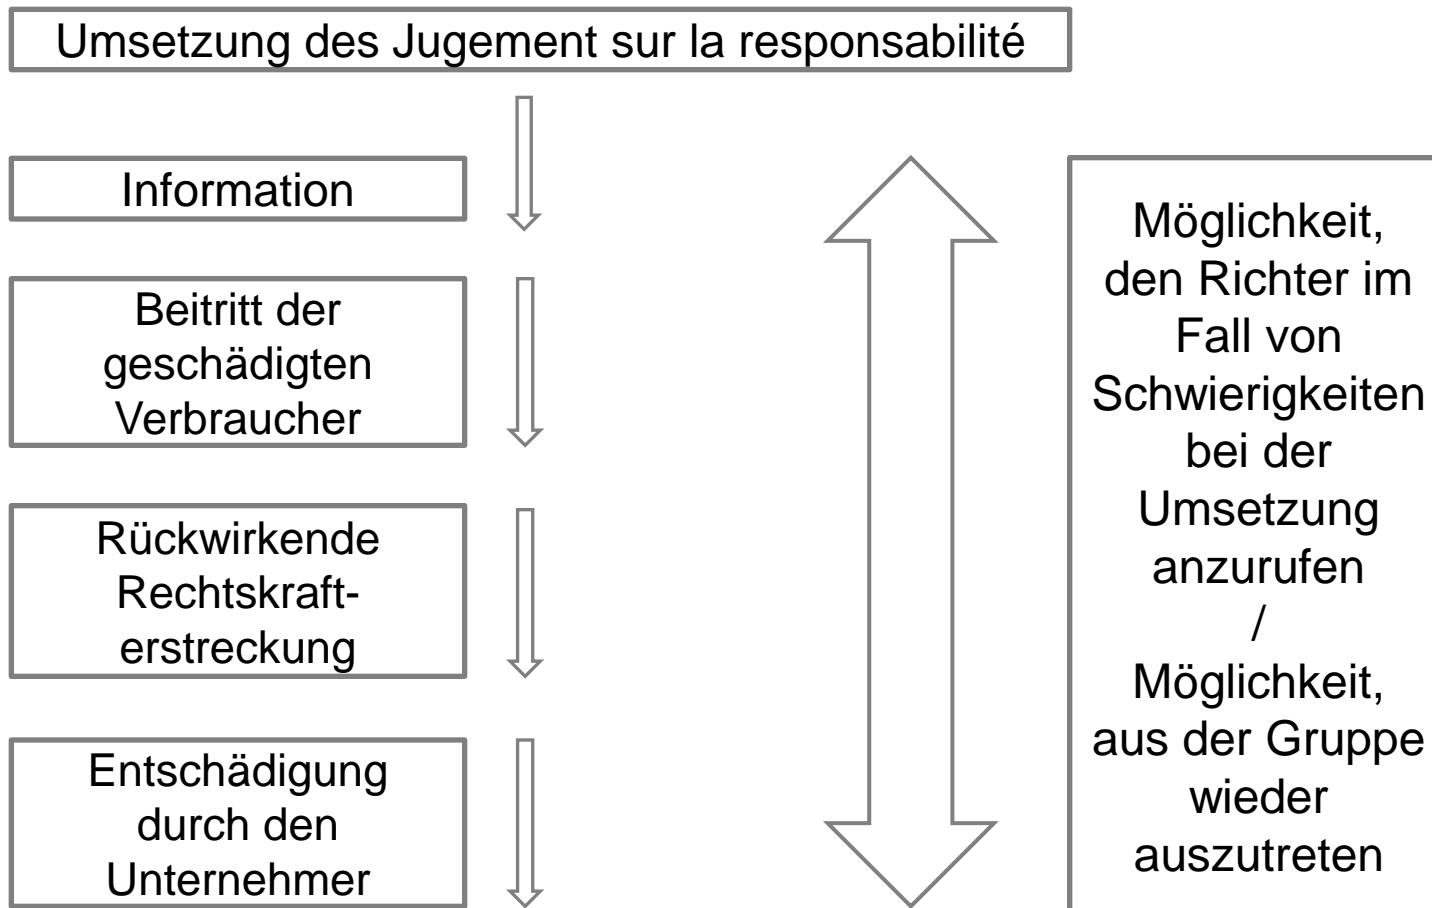 Umsetzung des Jugement sur la responsabilité
Information
Beitritt der
geschädigten
Verbraucher
Rückwirkende
Rechtskraft-
erstreckung
Entschädigung
durch den
Unternehmer
Möglichkeit,
den Richter im
Fall von
Schwierigkeiten
bei der
Umsetzung
anzurufen
/
Möglichkeit,
aus der Gruppe
wieder
auszutreten